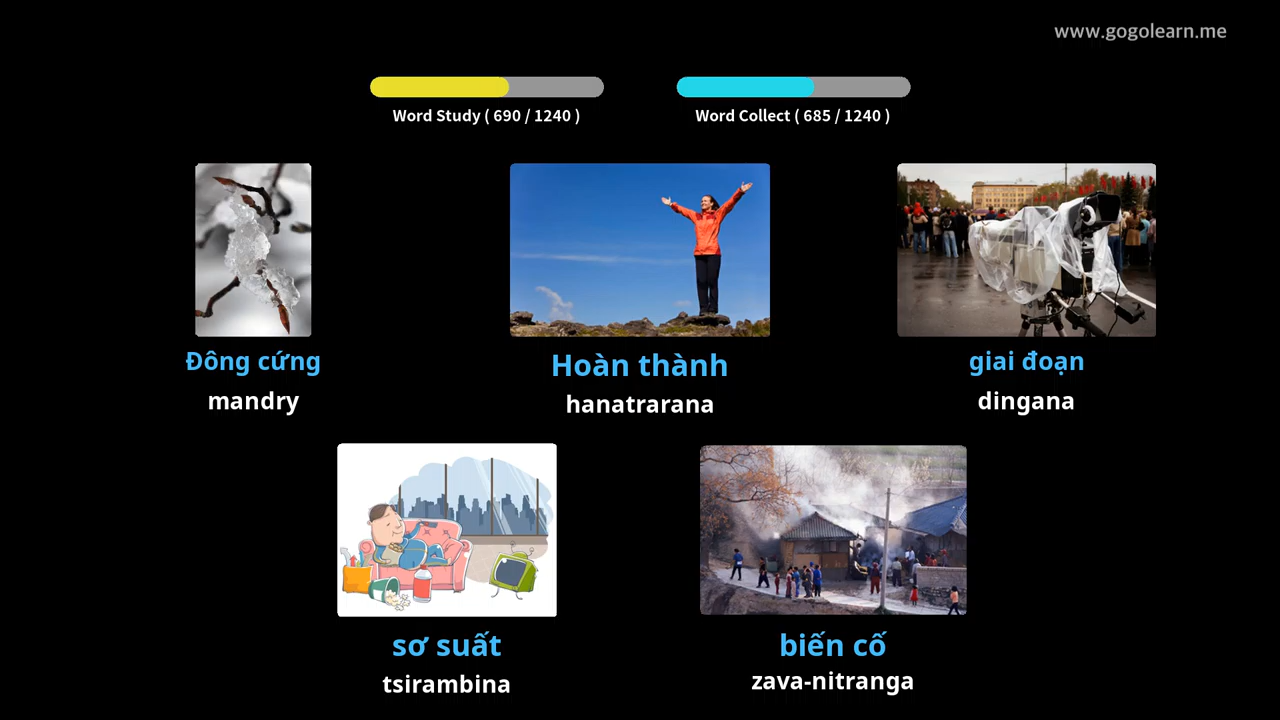 www.gogolearn.me
Word Study ( 690 / 1240 )
Word Collect ( 685 / 1240 )
Đông cứng
mandry
Hoàn thành
hanatrarana
giai đoạn
dingana
sơ suất
tsirambina
biến cố
zava-nitranga